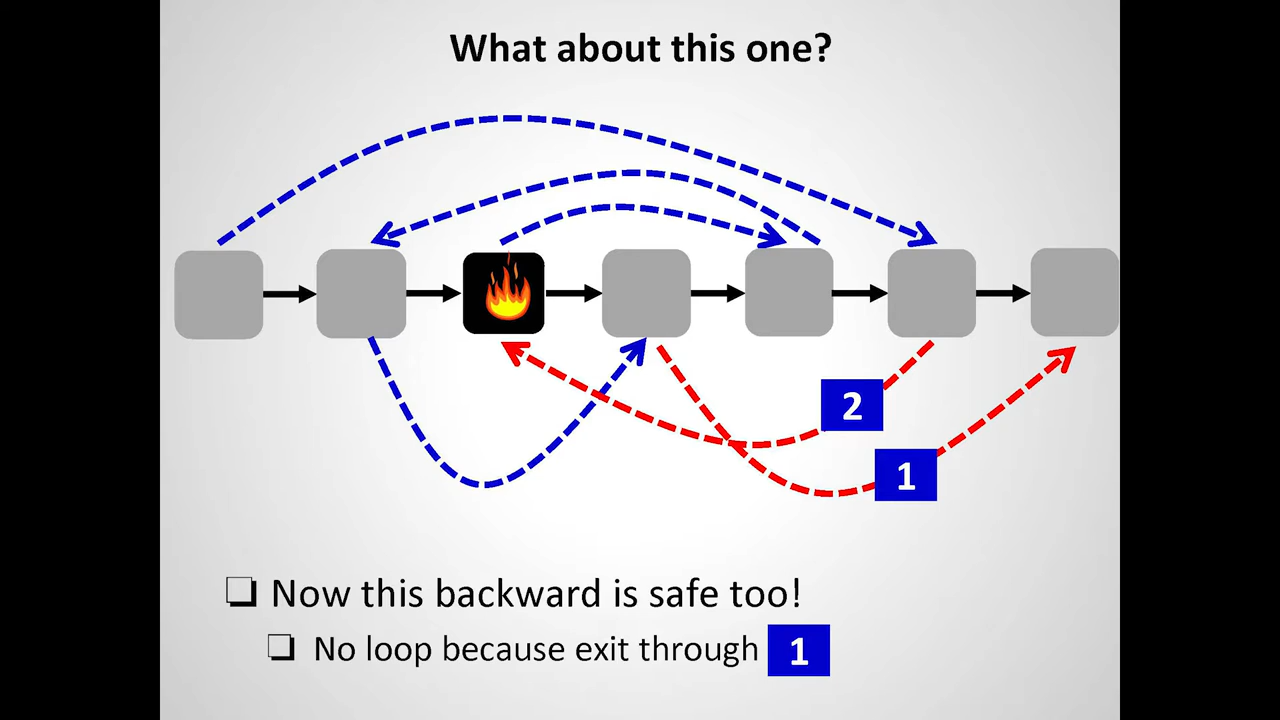 What about this one?
2
1
Now this backward is safe too!
No loop because exit through 1